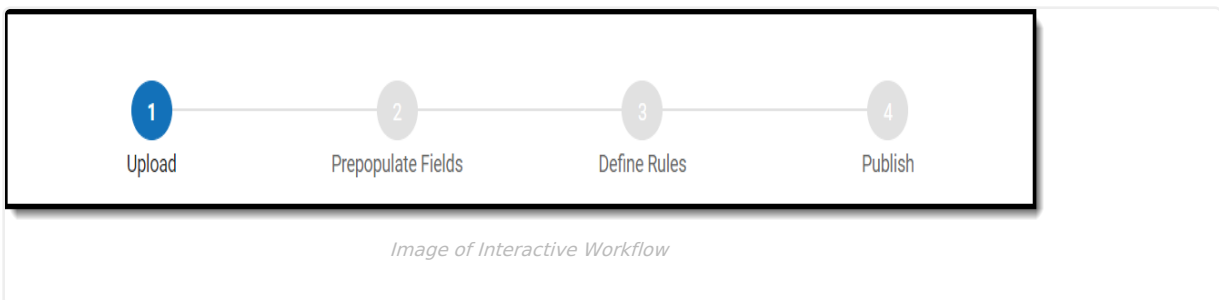 1 2 3 4
Upload Prepopulate Fields Define Rules Publish
Image of Interactive Workflow